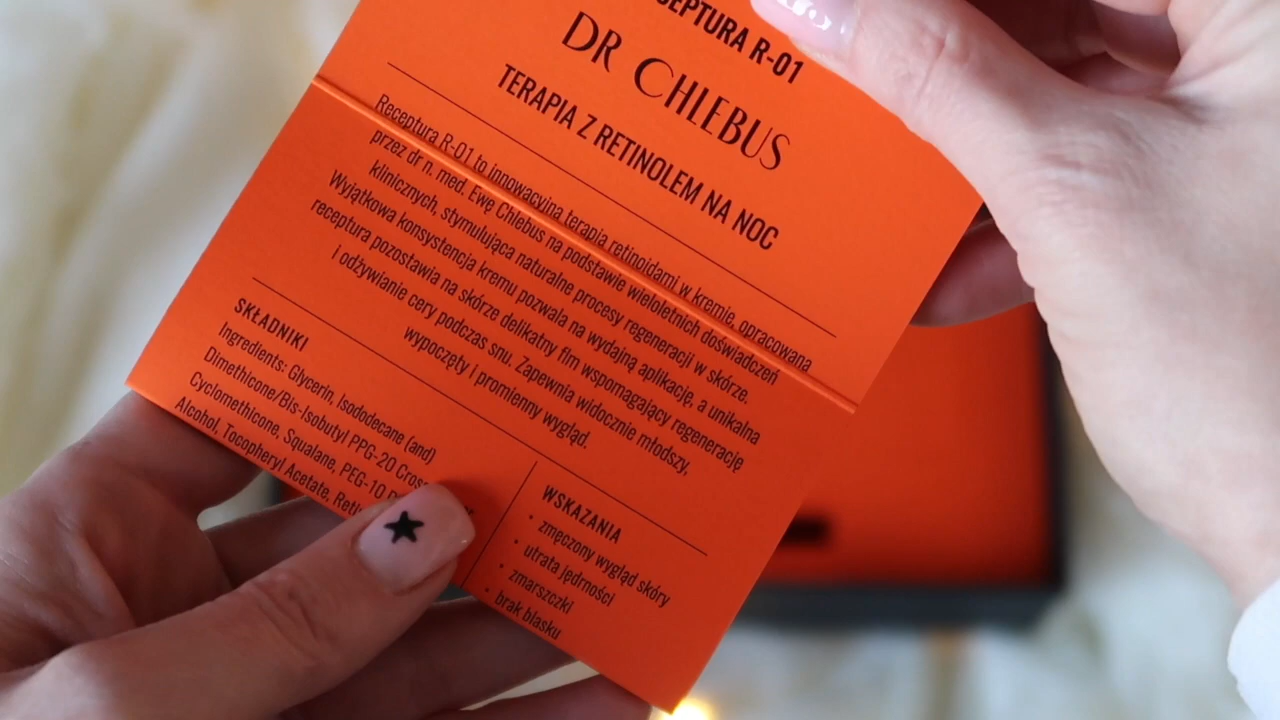 R-01
DR CHLEBUS
TERAPIA Z RETINOLEM NA NOC
Receptura R-01 to innowacyjna terapia retinoidami w kremie, opracowana
przez dr n. med. Ewę Chlebus na podstawie wieloletnich doświadczeń
klinicznych, stymulująca naturalne procesy regeneracji w skórze.
Wyjątkowa konsystencja kremu pozwala na wydajną aplikację, a unikalna
receptura pozostawia na skórze delikatny film wspomagający regenerację
i odżywianie cery podczas snu. Zapewnia widocznie młodszy,
wypoczęty i promienny wygląd.
SKŁADNIKI
Ingredients: Glycerin, Isododecane (and)
Dimethicone/Bis-Isobutyl PPG-20
Cyclomethicone, Squalane, PEG-10
Alcohol, Tocopheryl Acetate,
WSKAZANIA
• zmęczony wygląd skóry
• utrata jędrności
• zmarszczki
• brak blasku